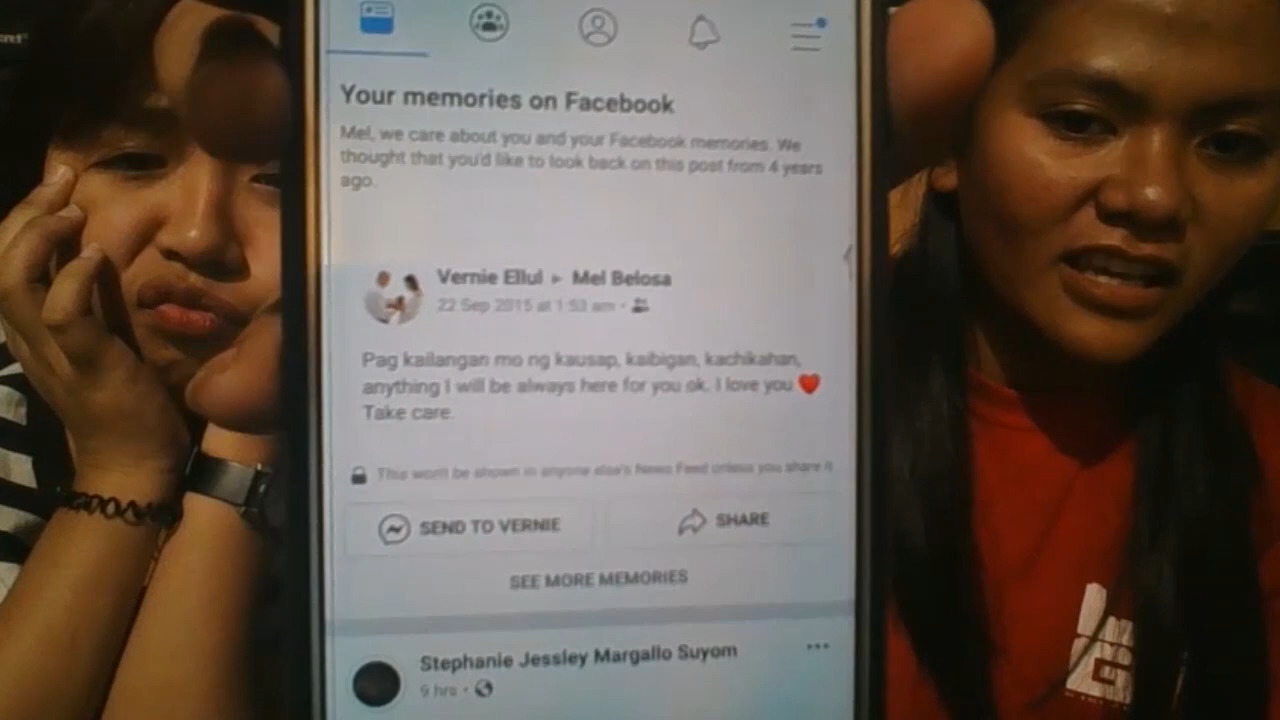 Your memories on Facebook
Mel, we care about you and your Facebook memories. We
thought that you'd like to look back on this post from 4 years
ago.
Vernie Ellul ▸ Mel Belosa
22 Sep 2015 at 1:53 am ·
Pag kailangan mo ng kausap, kaibigan, kachikahan,
anything I will be always here for you ok. I love you ❤️
Take care.
This won't be shown in anyone else's News Feed unless you share it
SEND TO VERNIE
SHARE
SEE MORE MEMORIES
Stephanie Jessley Margallo Suyom
9 hrs ·